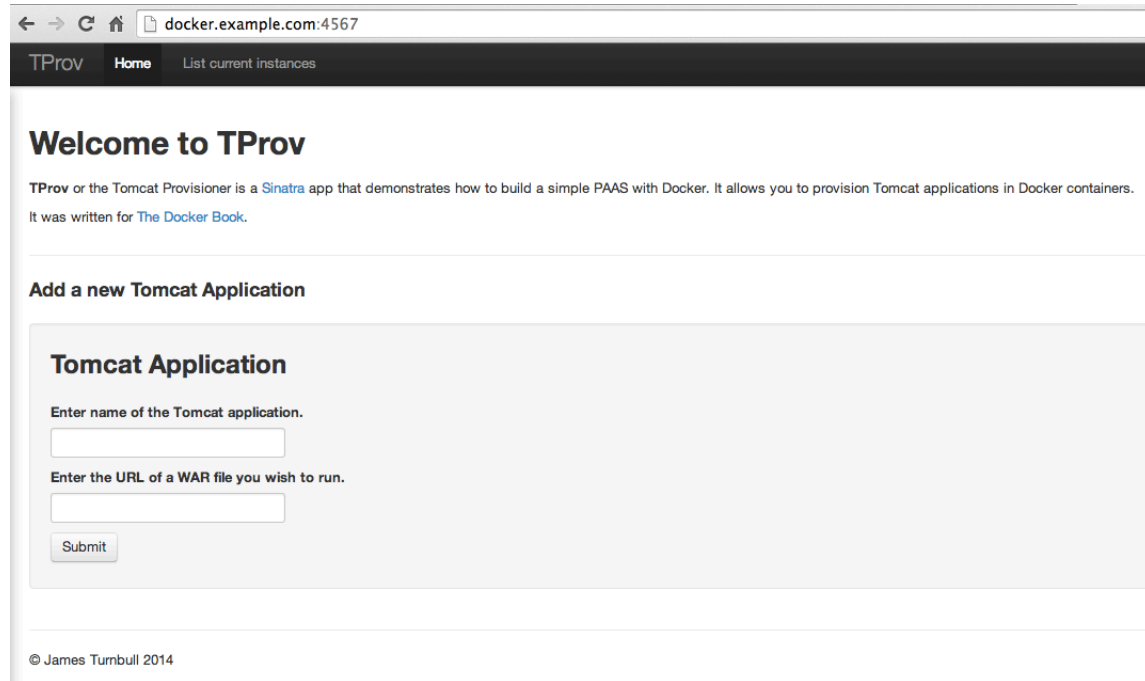 docker.example.com:4567
TProv Home List current instances
Welcome to TProv
TProv or the Tomcat Provisioner is a Sinatra app that demonstrates how to build a simple PAAS with Docker. It allows you to provision Tomcat applications in Docker containers.
It was written for The Docker Book.
Add a new Tomcat Application
Tomcat Application
Enter name of the Tomcat application.
Enter the URL of a WAR file you wish to run.
Submit
© James Turnbull 2014